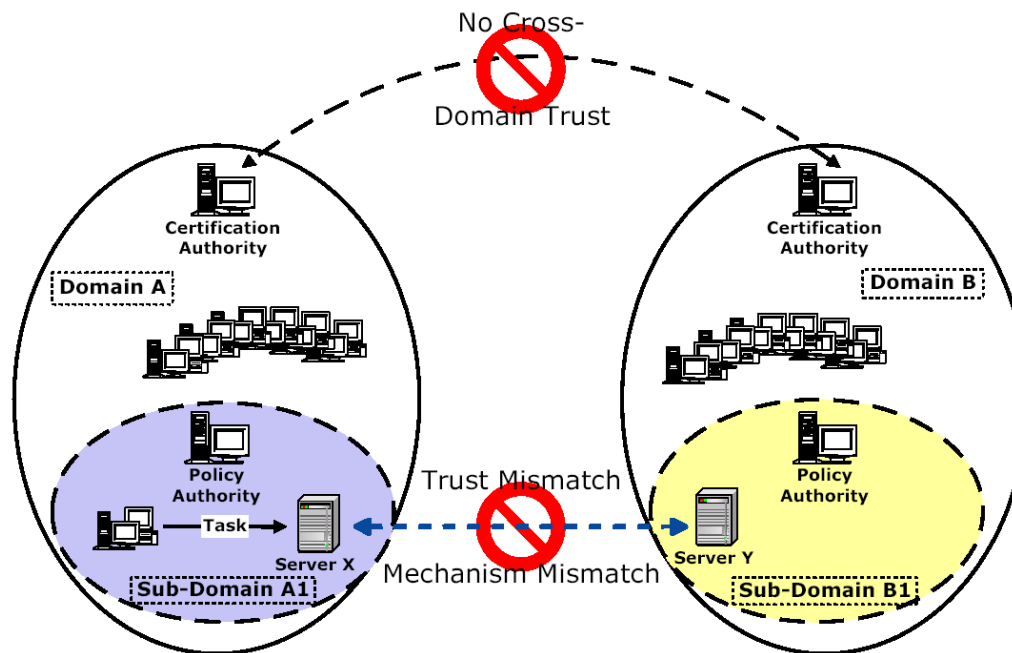 No Cross-
Domain Trust
Certification
Authority
Certification
Authority
Domain A
Domain B
Policy
Authority
Policy
Authority
Trust Mismatch
Task
Server X
Server Y
Mechanism Mismatch
Sub-Domain A1
Sub-Domain B1